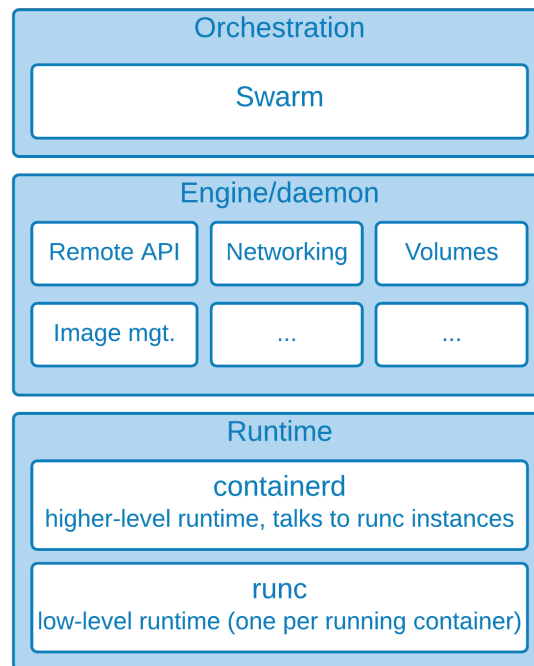 Orchestration
Swarm
Engine/daemon
Remote API
Networking
Volumes
Image mgt.
...
...
Runtime
containerd
higher-level runtime, talks to runc instances
runc
low-level runtime (one per running container)